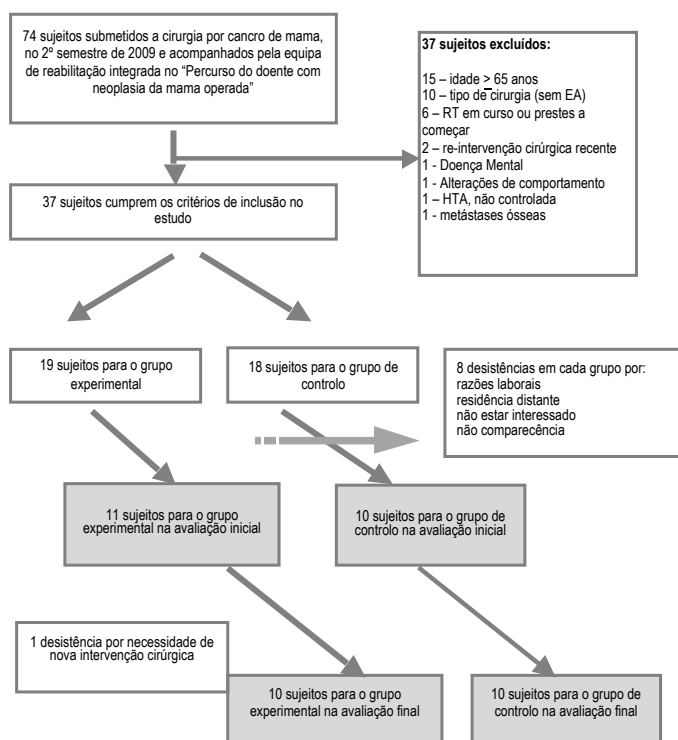 74 sujeitos submetidos a cirurgia por cancro de mama,
no 2º semestre de 2009 e acompanhados pela equipa
de reabilitação integrada no “Percurso do doente com
neoplasia da mama operada”
37 sujeitos excluídos:
15 – idade ≥ 65 anos
10 – tipo de cirurgia (sem EA)
6 – RT em curso ou prestes a
começar
2 – re-intervenção cirúrgica recente
1 - Doença Mental
1 - Alterações de comportamento
1 – HTA, não controlada
1 - metástases ósseas
37 sujeitos cumprem os critérios de inclusão no
estudo
19 sujeitos para o grupo
experimental
18 sujeitos para o grupo de
controlo
8 desistências em cada grupo por:
razões laborais
residência distante
não estar interessado
não comparecência
11 sujeitos para o grupo
experimental na avaliação inicial
10 sujeitos para o grupo de
controlo na avaliação inicial
1 desistência por necessidade de
nova intervenção cirúrgica
10 sujeitos para o grupo
experimental na avaliação final
10 sujeitos para o grupo de
controlo na avaliação final